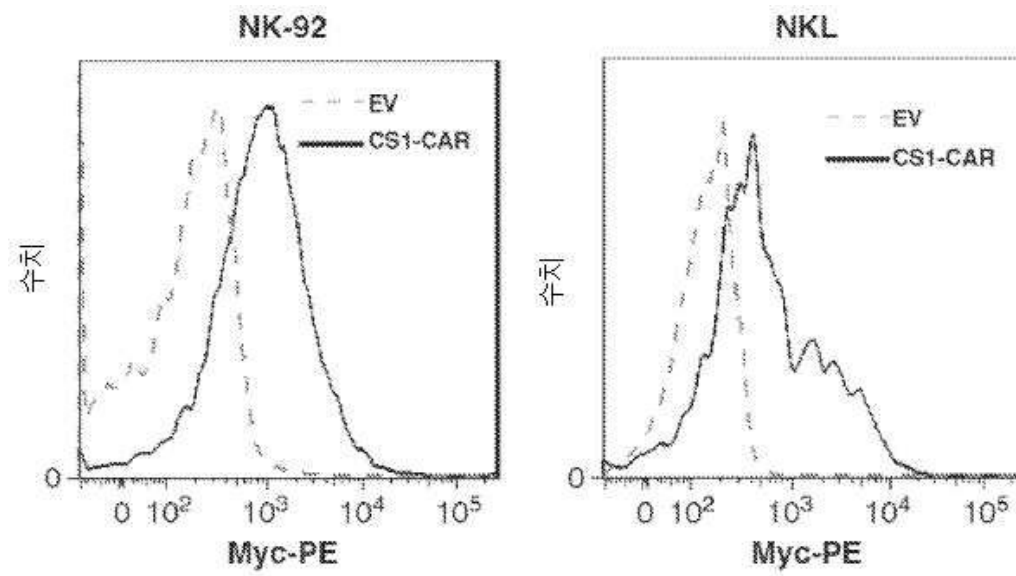 NK-92
EV
CS1-CAR
수치
0
0 10² 10³ 10⁴ 10⁵
Myc-PE
NKL
EV
CS1-CAR
수치
0
0 10² 10³ 10⁴ 10⁵
Myc-PE